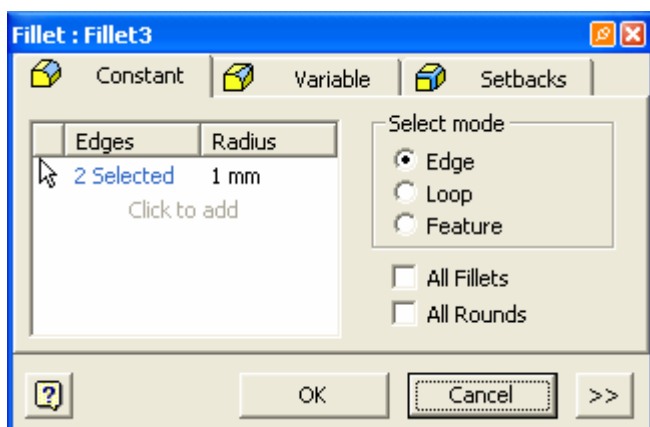 Fillet : Fillet3
Constant Variable Setbacks
Edges Radius
2 Selected 1 mm
Click to add
Select mode
Edge
Loop
Feature
All Fillets
All Rounds
? OK Cancel >>